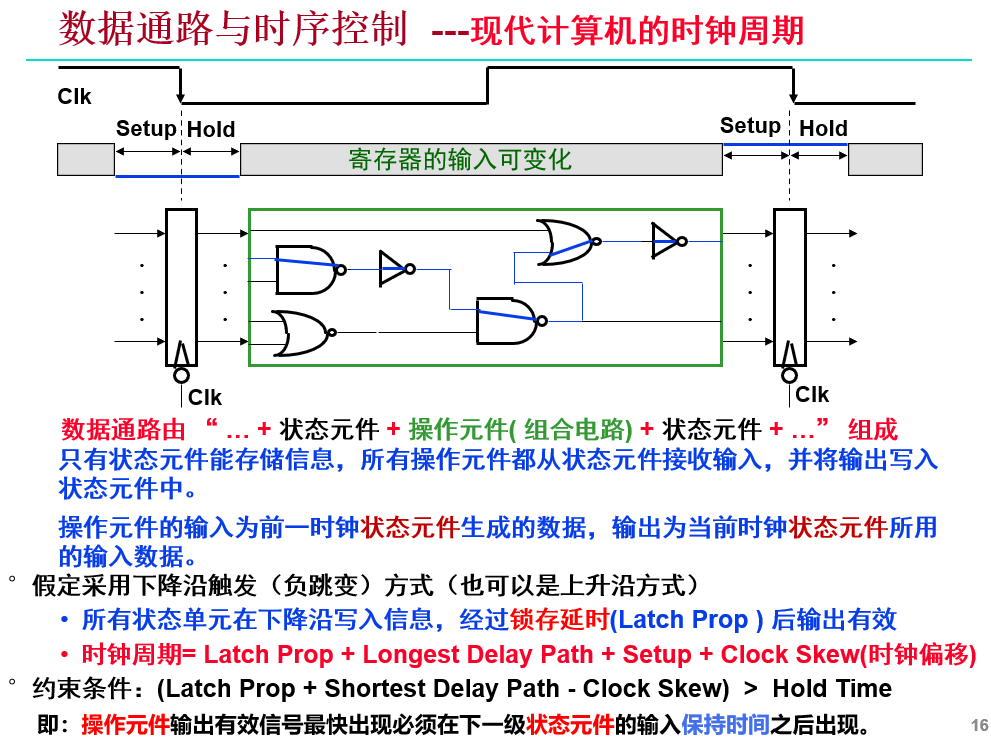 数据通路与时序控制 ---现代计算机的时钟周期
Clk
Setup Hold
Setup Hold
寄存器的输入可变化
Clk
Clk
数据通路由 “ … + 状态元件 + 操作元件( 组合电路) + 状态元件 + …” 组成
只有状态元件能存储信息，所有操作元件都从状态元件接收输入，并将输出写入
状态元件中。
操作元件的输入为前一时钟状态元件生成的数据，输出为当前时钟状态元件所用
的输入数据。
° 假定采用下降沿触发（负跳变）方式（也可以是上升沿方式）
• 所有状态单元在下降沿写入信息，经过锁存延时(Latch Prop ) 后输出有效
• 时钟周期= Latch Prop + Longest Delay Path + Setup + Clock Skew(时钟偏移)
° 约束条件：(Latch Prop + Shortest Delay Path - Clock Skew) > Hold Time
即：操作元件输出有效信号最快出现必须在下一级状态元件的输入保持时间之后出现。
16